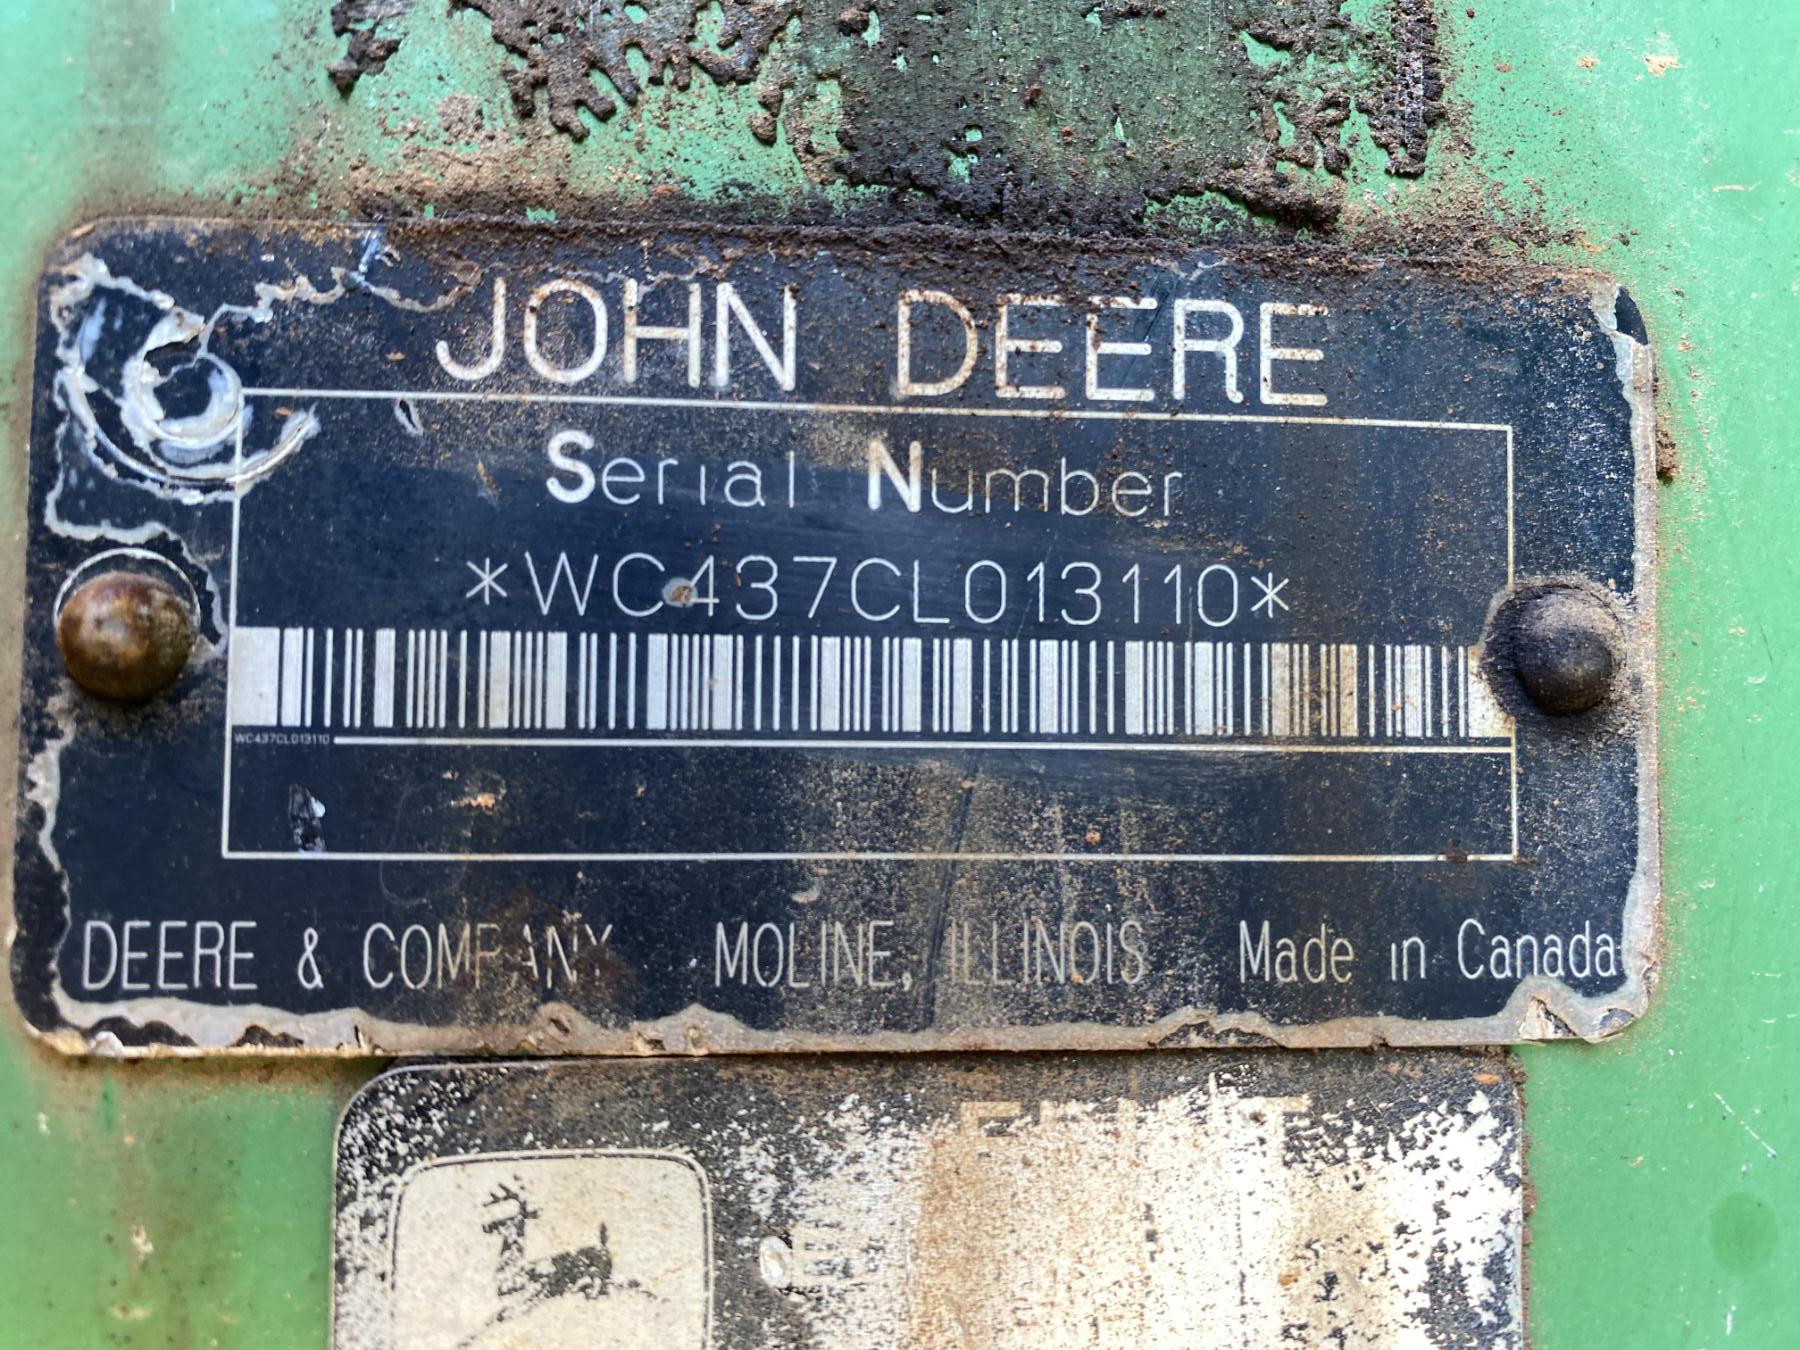 JOHN DEERE
Serial Number
*WC437CL013110*
WC437CL013110
DEERE & COMPANY MOLINE, ILLINOIS Made in Canada